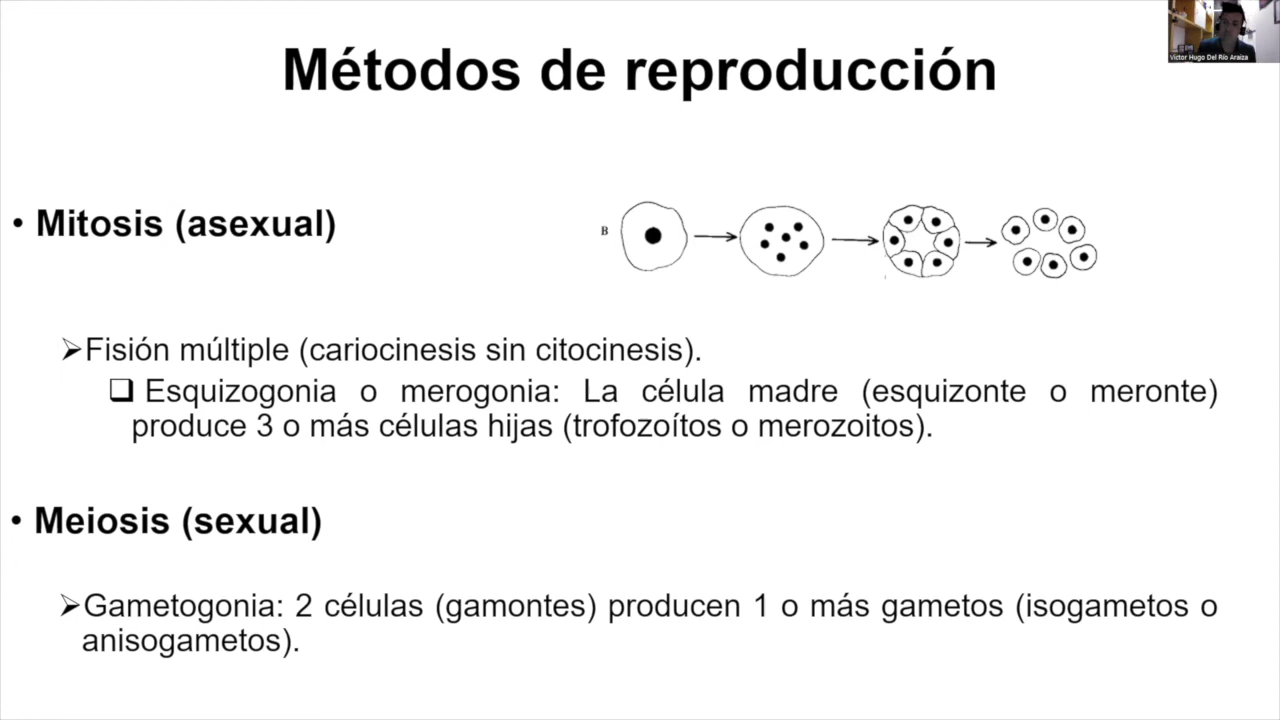 Victor Hugo Del Río Araiza
Métodos de reproducción
• Mitosis (asexual)
B
➢Fisión múltiple (cariocinesis sin citocinesis).
❑ Esquizogonia o merogonia: La célula madre (esquizonte o meronte)
produce 3 o más células hijas (trofozoítos o merozoitos).
• Meiosis (sexual)
➢Gametogonia: 2 células (gamontes) producen 1 o más gametos (isogametos o
anisogametos).